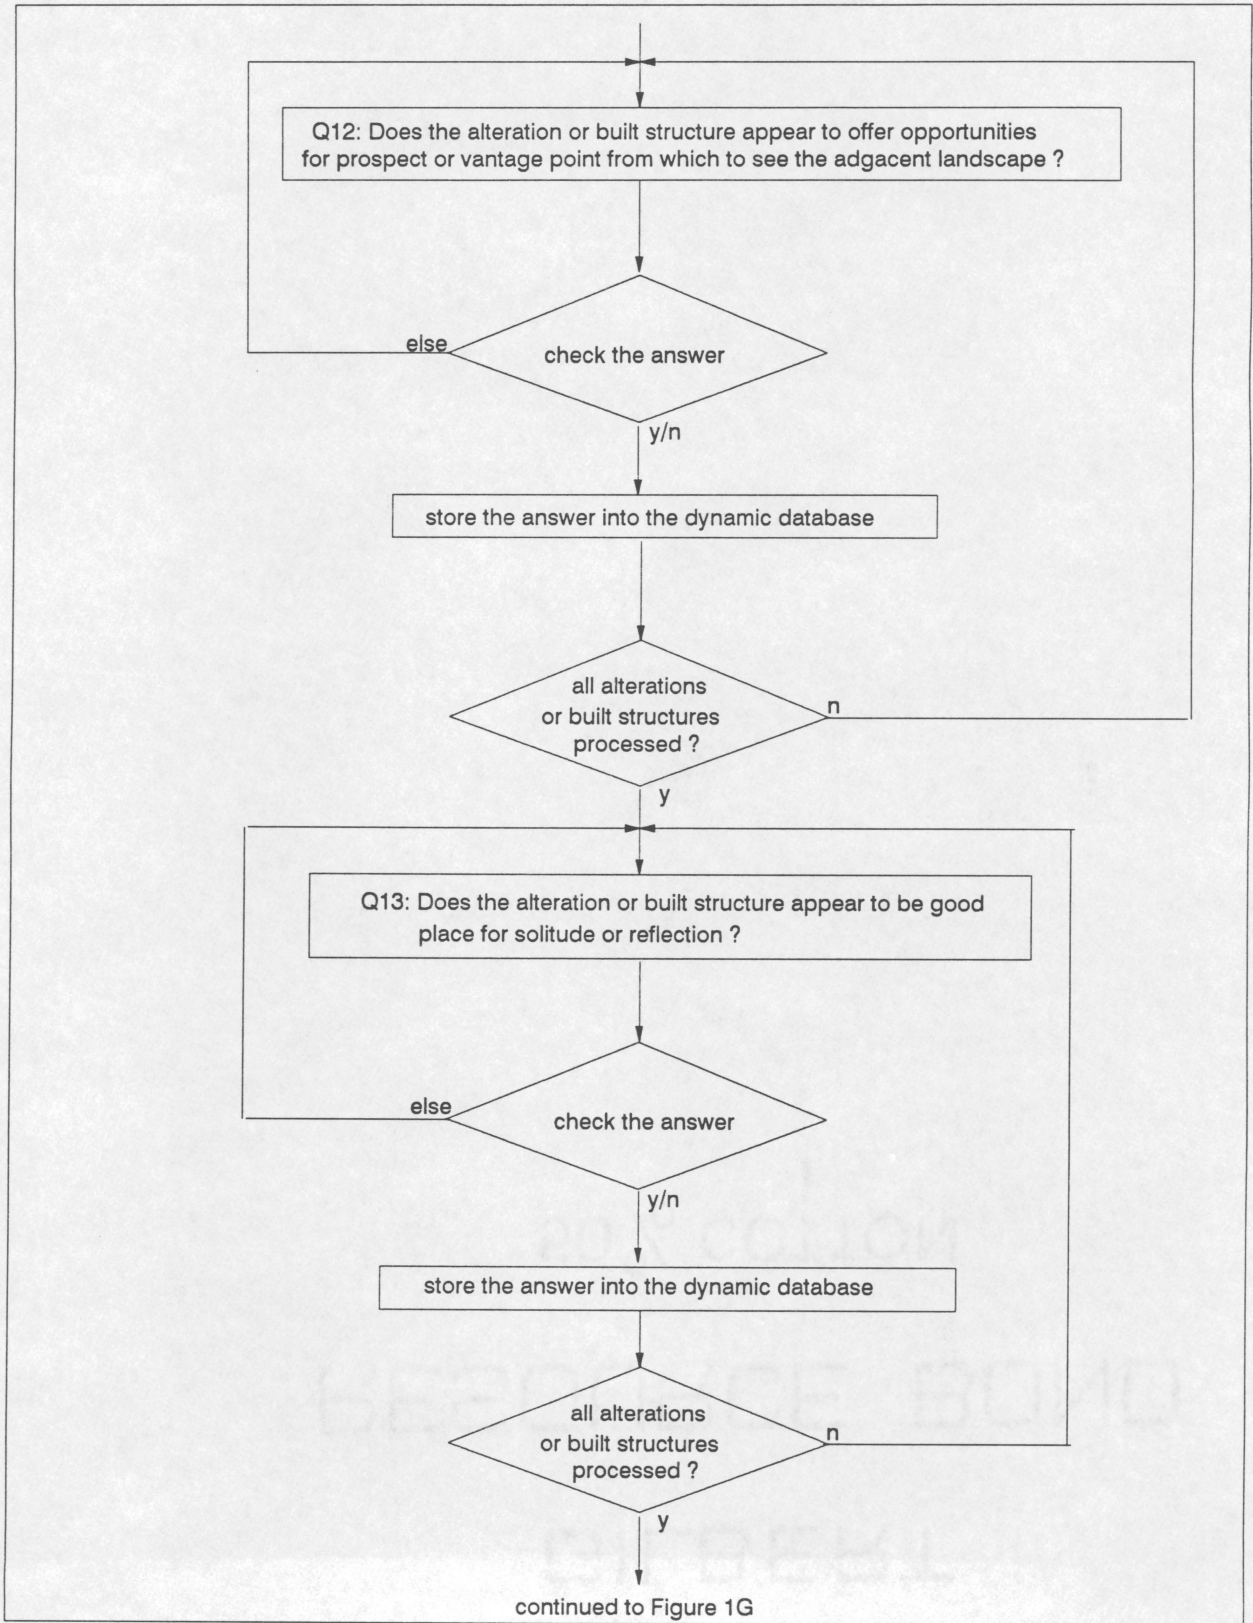 Q12: Does the alteration or built structure appear to offer opportunities
for prospect or vantage point from which to see the adgacent landscape ?
else
check the answer
y/n
store the answer into the dynamic database
all alterations
or built structures
processed ?
n
y
Q13: Does the alteration or built structure appear to be good
place for solitude or reflection ?
else
check the answer
y/n
store the answer into the dynamic database
all alterations
or built structures
processed ?
n
y
continued to Figure 1G